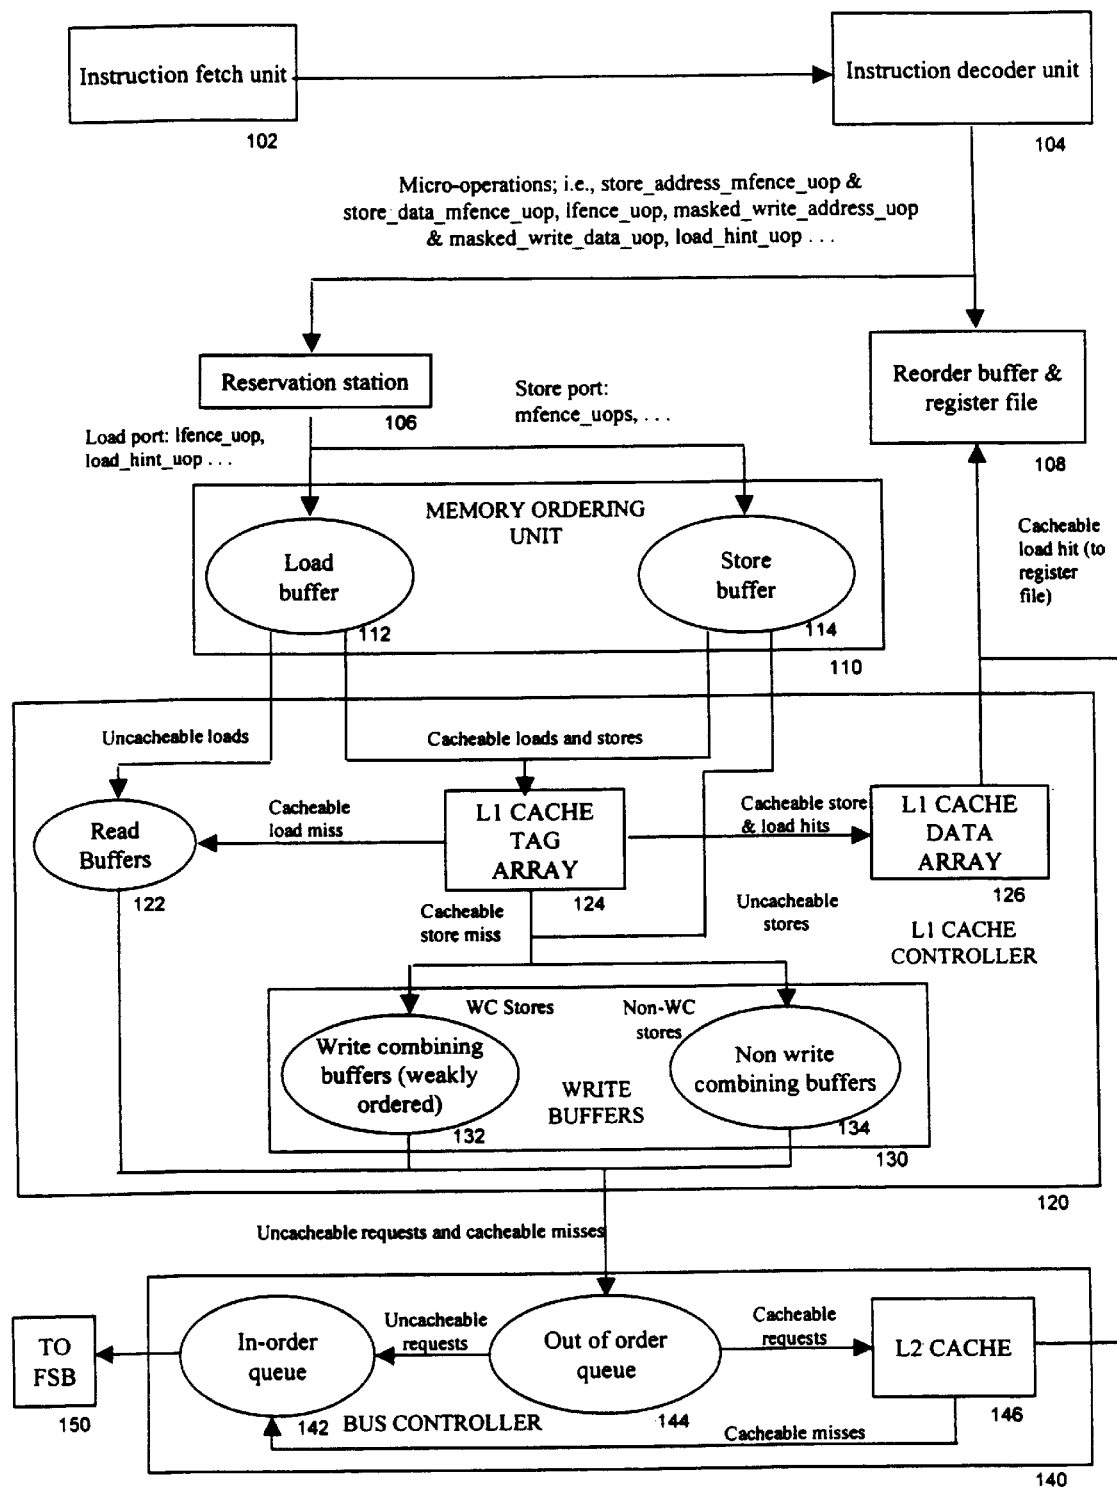 Instruction fetch unit
102
Instruction decoder unit
104
Micro-operations; i.e., store_address_mfence_uop &
store_data_mfence_uop, lfence_uop, masked_write_address_uop
& masked_write_data_uop, load_hint_uop . . .
Reservation station
106
Reorder buffer &
register file
108
Load port: lfence_uop,
load_hint_uop . . .
Store port:
mfence_uops, . . .
MEMORY ORDERING
UNIT
Load
buffer
112
Store
buffer
114
110
Cacheable
load hit (to
register
file)
Uncacheable loads
Cacheable loads and stores
Read
Buffers
122
Cacheable
load miss
L1 CACHE
TAG
ARRAY
124
Cacheable store
& load hits
L1 CACHE
DATA
ARRAY
126
Cacheable
store miss
Uncacheable
stores
L1 CACHE
CONTROLLER
WC Stores
Non-WC
stores
Write combining
buffers (weakly
ordered)
132
WRITE
BUFFERS
Non write
combining buffers
134
130
120
Uncacheable requests and cacheable misses
TO
FSB
150
In-order
queue
142
Uncacheable
requests
Out of order
queue
144
Cacheable
requests
L2 CACHE
146
BUS CONTROLLER
Cacheable misses
140